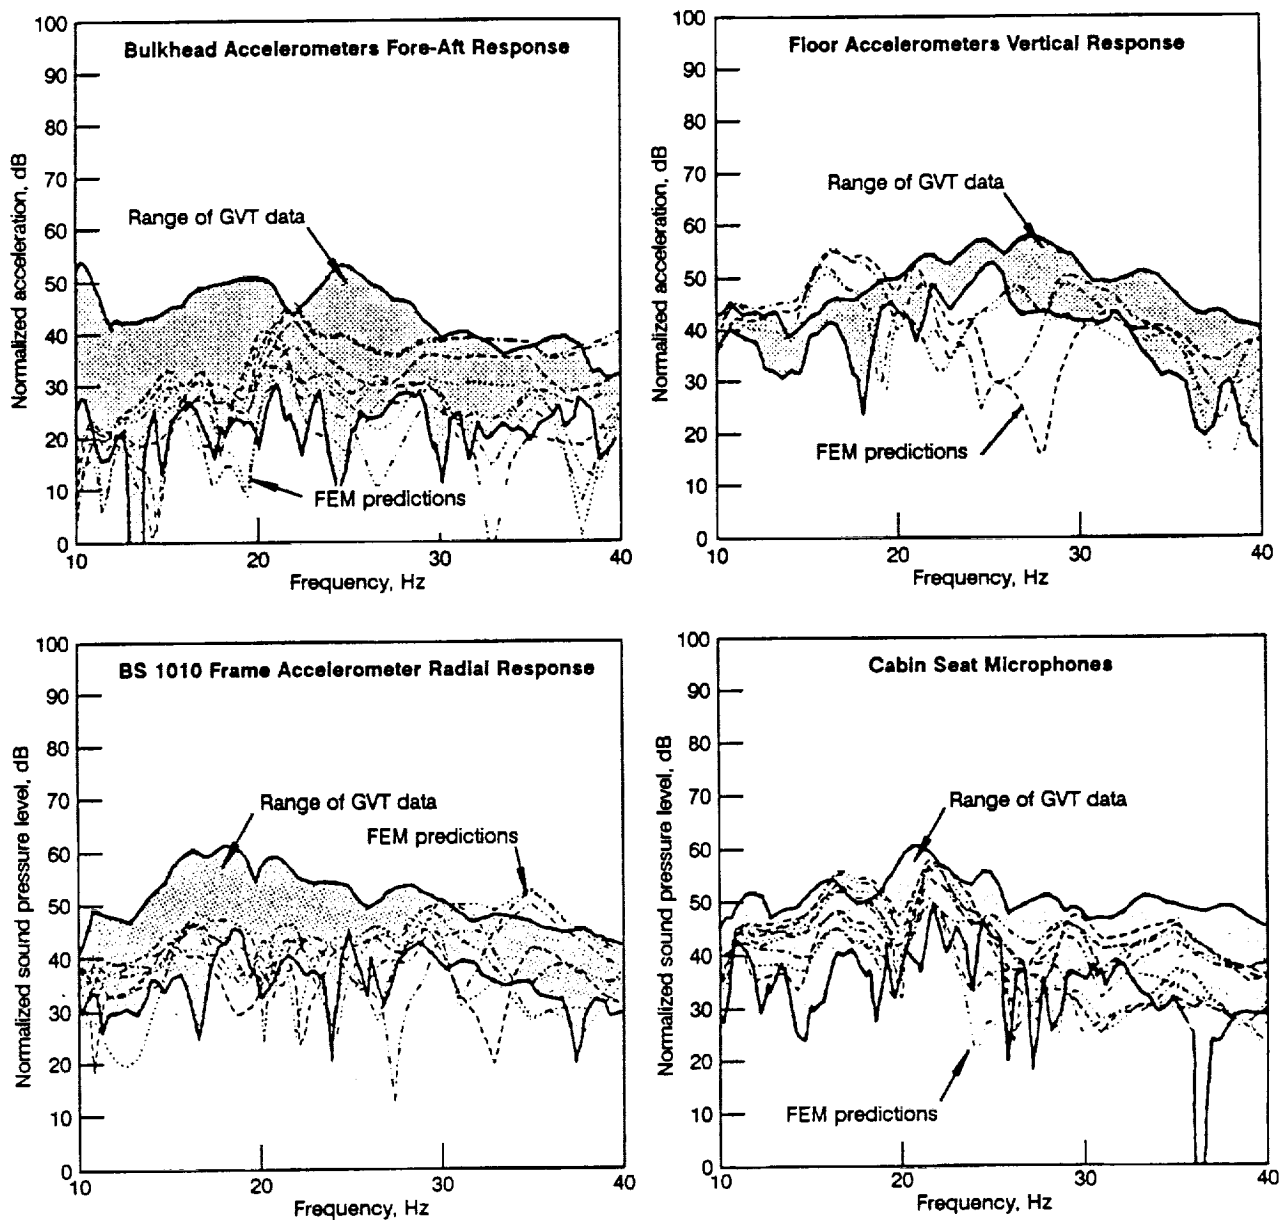 Bulkhead Accelerometers Fore-Aft Response
100
90
80
70
60
50
40
30
20
10
0
Normalized acceleration, dB
Range of GVT data
FEM predictions
10 20 30 40
Frequency, Hz
Floor Accelerometers Vertical Response
100
90
80
70
60
50
40
30
20
10
0
Normalized acceleration, dB
Range of GVT data
FEM predictions
10 20 30 40
Frequency, Hz
BS 1010 Frame Accelerometer Radial Response
100
90
80
70
60
50
40
30
20
10
0
Normalized sound pressure level, dB
Range of GVT data
FEM predictions
10 20 30 40
Frequency, Hz
Cabin Seat Microphones
100
90
80
70
60
50
40
30
20
10
0
Normalized sound pressure level, dB
Range of GVT data
FEM predictions
10 20 30 40
Frequency, Hz